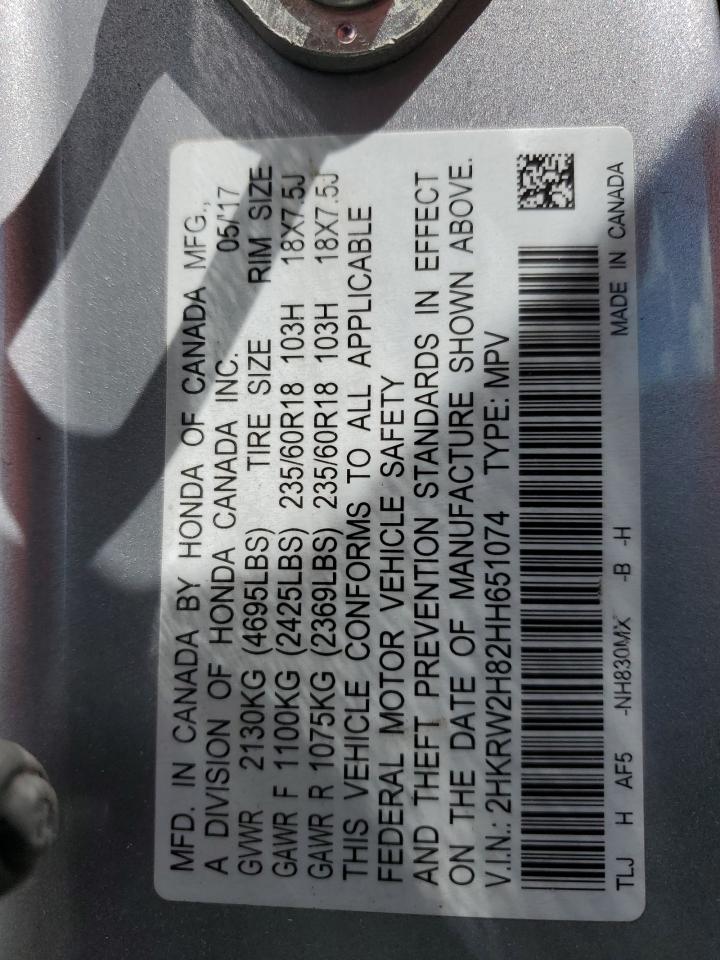 MFD. IN CANADA BY HONDA OF CANADA MFG.,
A DIVISION OF HONDA CANADA INC. 05/'17
GVWR 2130KG (4695LBS) TIRE SIZE RIM SIZE
GAWR F 1100KG (2425LBS) 235/60R18 103H 18X7.5J
GAWR R 1075KG (2369LBS) 235/60R18 103H 18X7.5J
THIS VEHICLE CONFORMS TO ALL APPLICABLE
FEDERAL MOTOR VEHICLE SAFETY
AND THEFT PREVENTION STANDARDS IN EFFECT
ON THE DATE OF MANUFACTURE SHOWN ABOVE.
V.I.N.: 2HKRW2H82HH651074 TYPE: MPV
TLJ H AF5 -NH830MX -B -H MADE IN CANADA